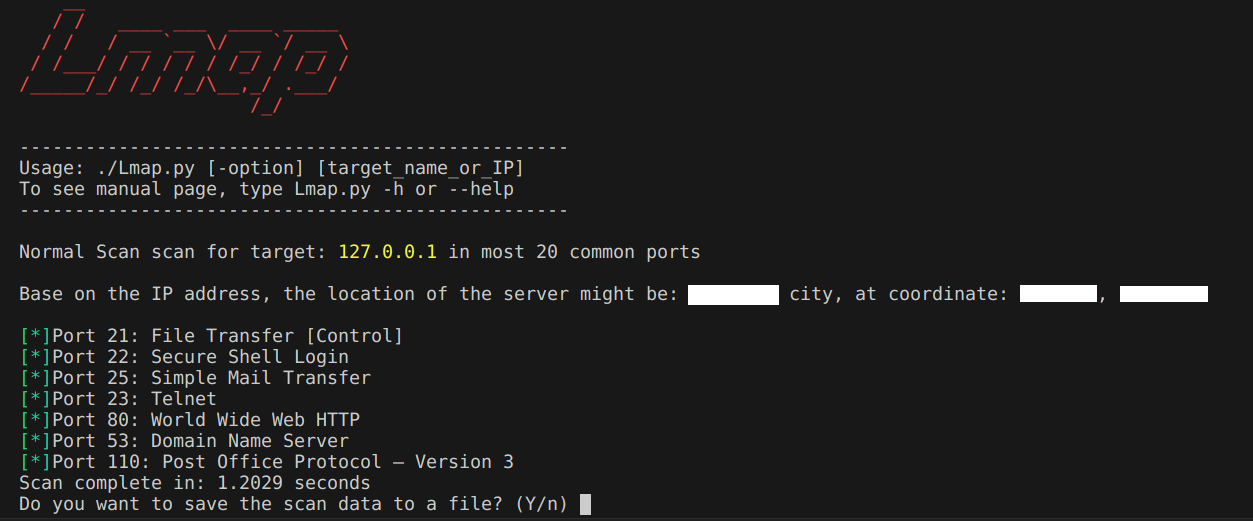 Lmap
--------------------------------------------------
Usage: ./Lmap.py [-option] [target_name_or_IP]
To see manual page, type Lmap.py -h or --help
--------------------------------------------------
Normal Scan scan for target: 127.0.0.1 in most 20 common ports
Base on the IP address, the location of the server might be: city, at coordinate: ,
[*]Port 21: File Transfer [Control]
[*]Port 22: Secure Shell Login
[*]Port 25: Simple Mail Transfer
[*]Port 23: Telnet
[*]Port 80: World Wide Web HTTP
[*]Port 53: Domain Name Server
[*]Port 110: Post Office Protocol – Version 3
Scan complete in: 1.2029 seconds
Do you want to save the scan data to a file? (Y/n)